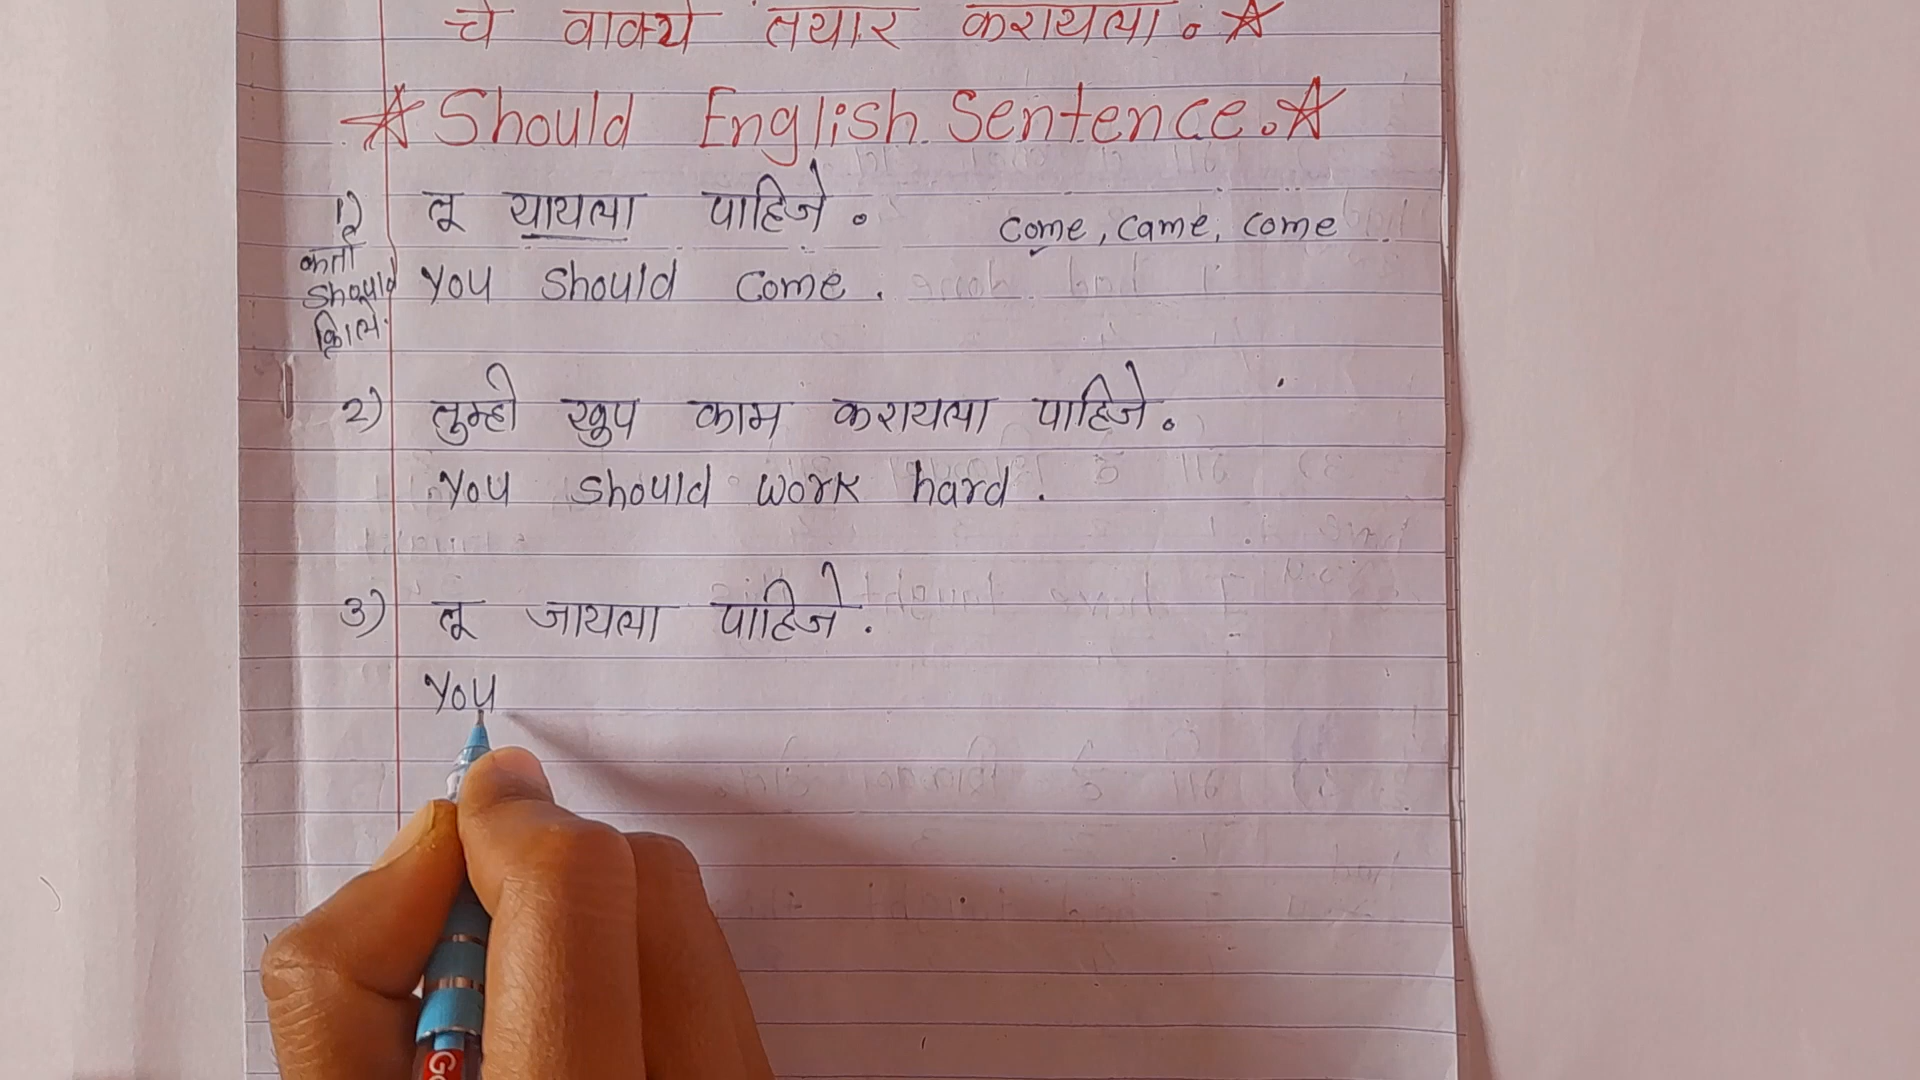 चे वाक्ये तयार करायला.
Should English Sentence.
1) तू यायला पाहिजे.
come, came, come
कर्ता
should
You should come.
2) तुम्ही खुप काम करायला पाहिजे.
You should work hard.
3) तू जायला पाहिजे.
You